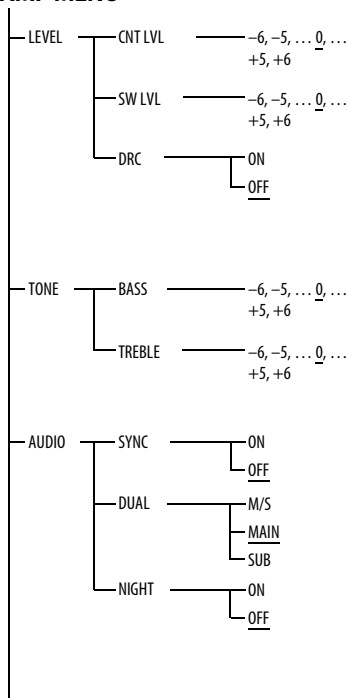 LEVEL CNT LVL –6, –5, … 0, …
+5, +6
SW LVL –6, –5, … 0, …
+5, +6
DRC ON
OFF
TONE BASS –6, –5, … 0, …
+5, +6
TREBLE –6, –5, … 0, …
+5, +6
AUDIO SYNC ON
OFF
DUAL M/S
MAIN
SUB
NIGHT ON
OFF